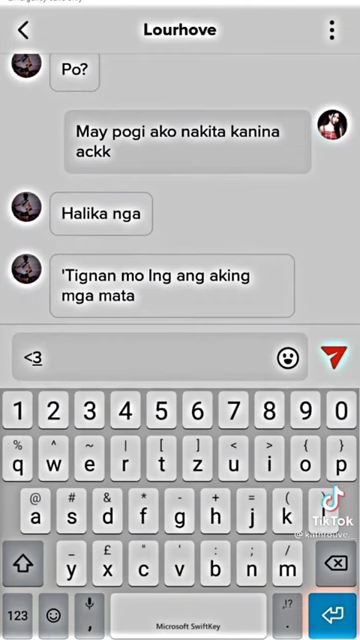 Lourhove
Po?
May pogi ako nakita kanina
ackk
Halika nga
'Tignan mo lng ang aking
mga mata
<3
1 2 3 4 5 6 7 8 9 0
% ^ ~ | [ ] < > { }
q w e r t z u i o p
@ # & * - + = (
a s d f g h j k
TikTok
_ £ " ' : ; /
y x c v b n m
123 , Microsoft SwiftKey ,!? .